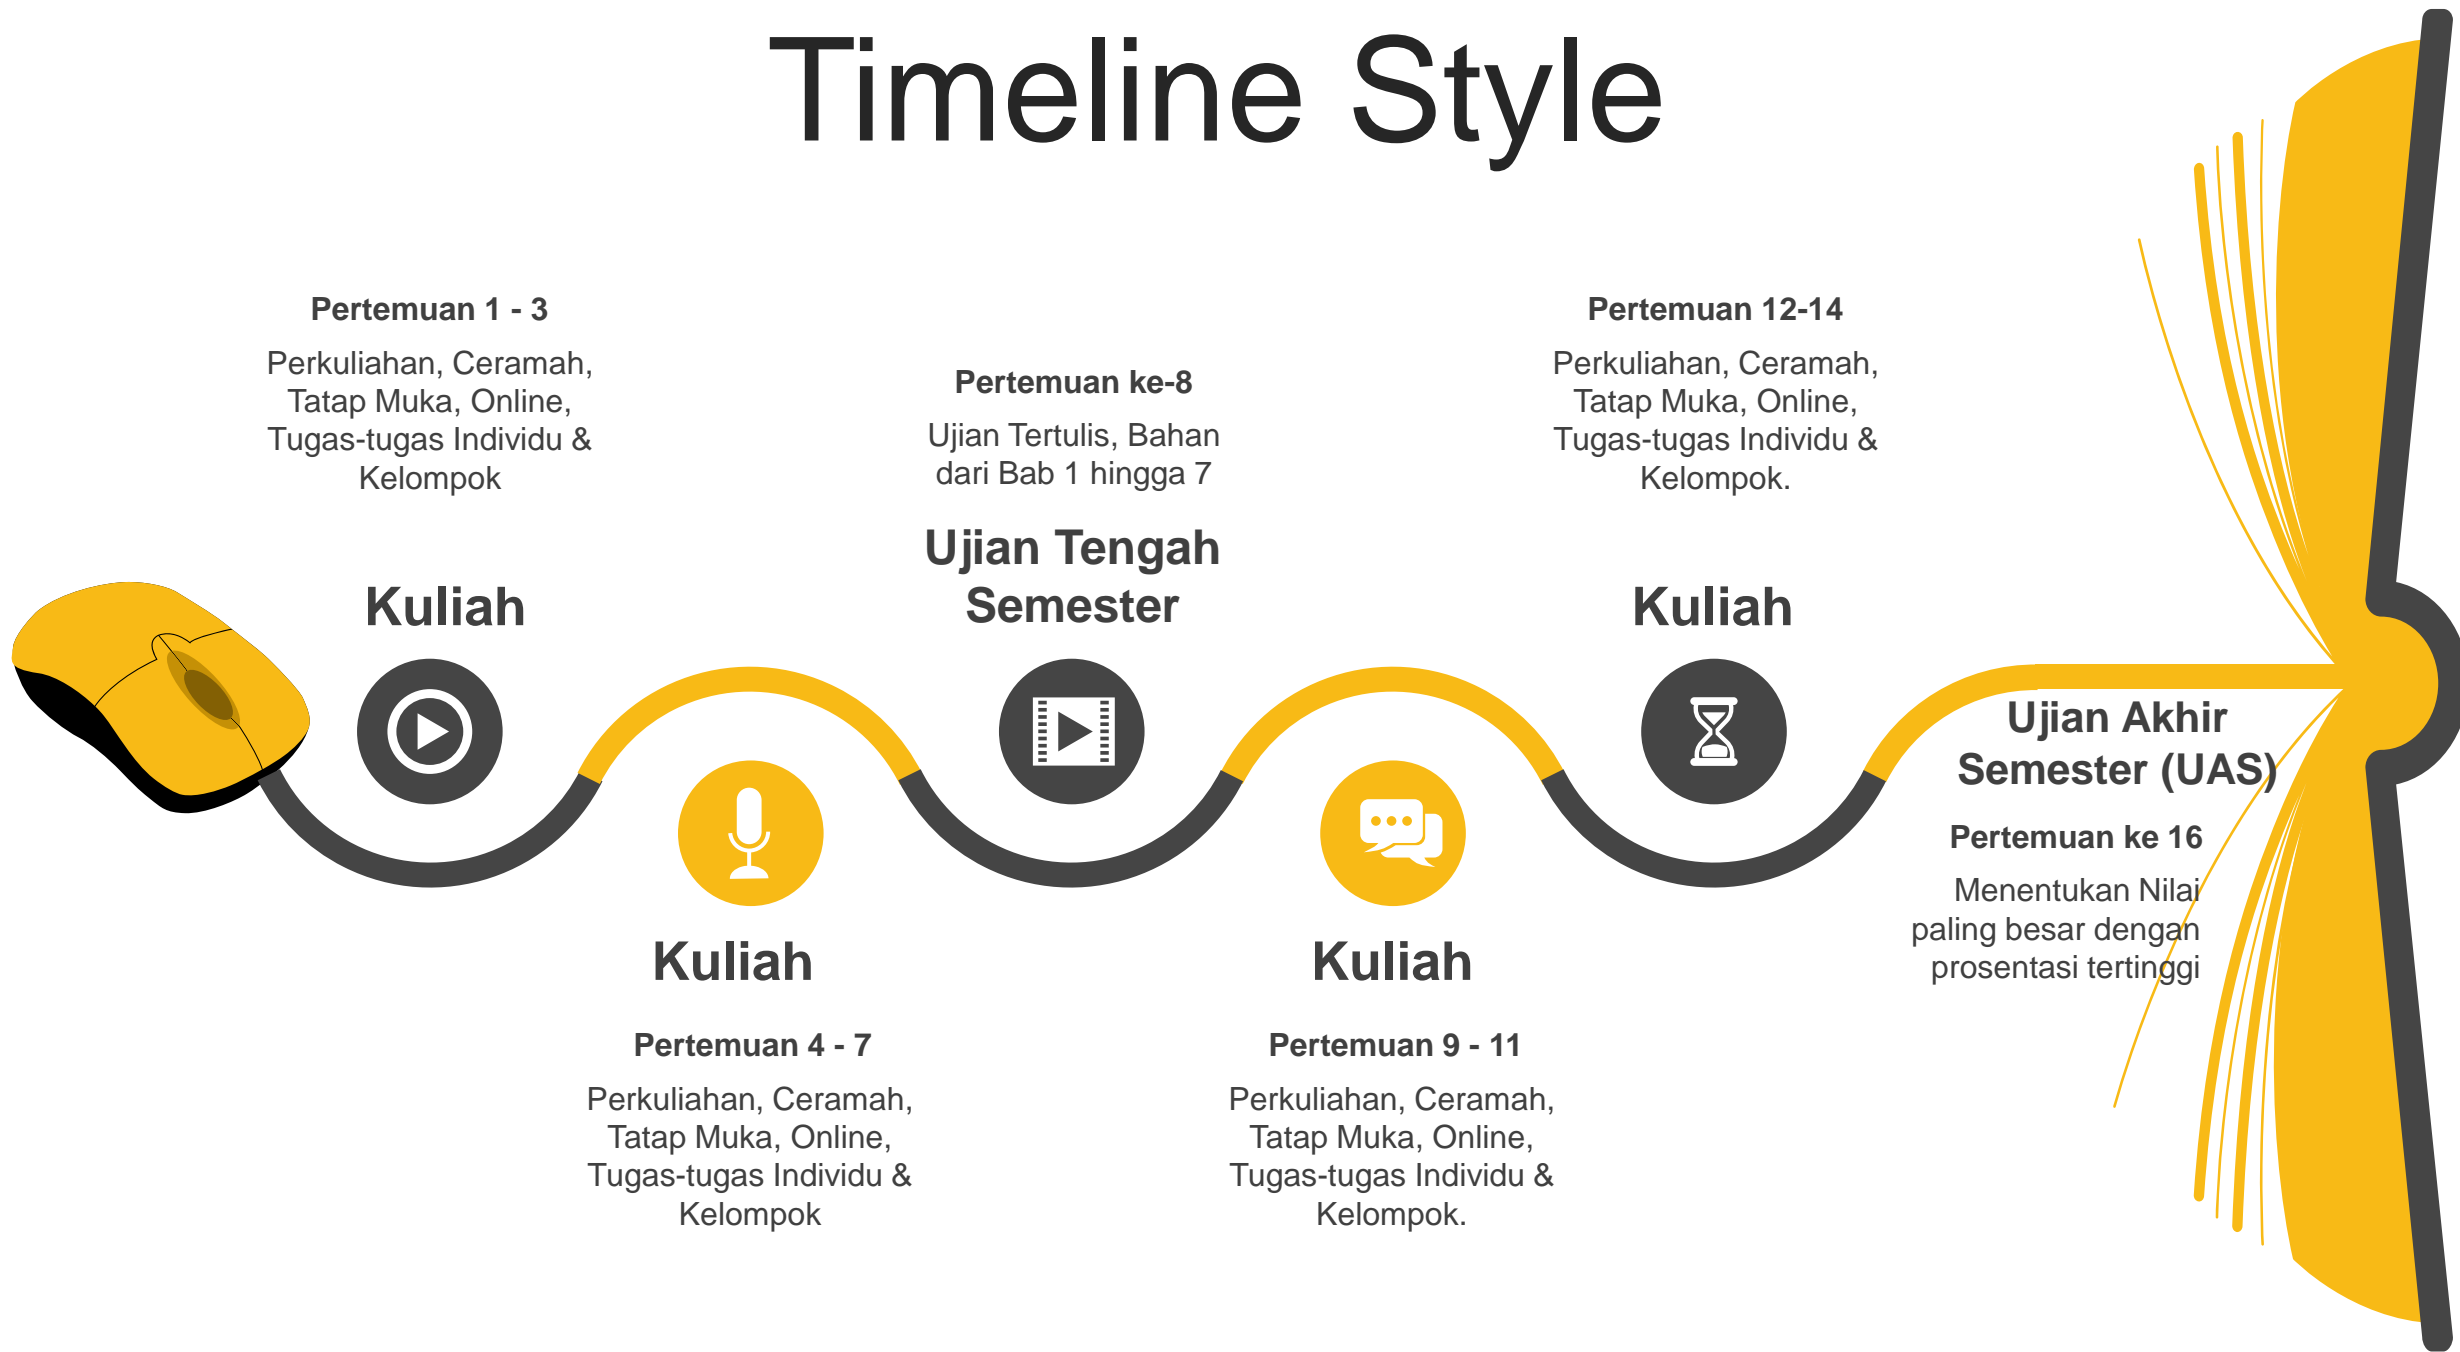 Timeline Style
Pertemuan 1 - 3
Perkuliahan, Ceramah,
Tatap Muka, Online,
Tugas-tugas Individu &
Kelompok
Kuliah
Kuliah
Pertemuan 4 - 7
Perkuliahan, Ceramah,
Tatap Muka, Online,
Tugas-tugas Individu &
Kelompok
Pertemuan ke-8
Ujian Tertulis, Bahan
dari Bab 1 hingga 7
Ujian Tengah
Semester
Kuliah
Pertemuan 9 - 11
Perkuliahan, Ceramah,
Tatap Muka, Online,
Tugas-tugas Individu &
Kelompok.
Pertemuan 12-14
Perkuliahan, Ceramah,
Tatap Muka, Online,
Tugas-tugas Individu &
Kelompok.
Kuliah
Ujian Akhir
Semester (UAS)
Pertemuan ke 16
Menentukan Nilai
paling besar dengan
prosentasi tertinggi